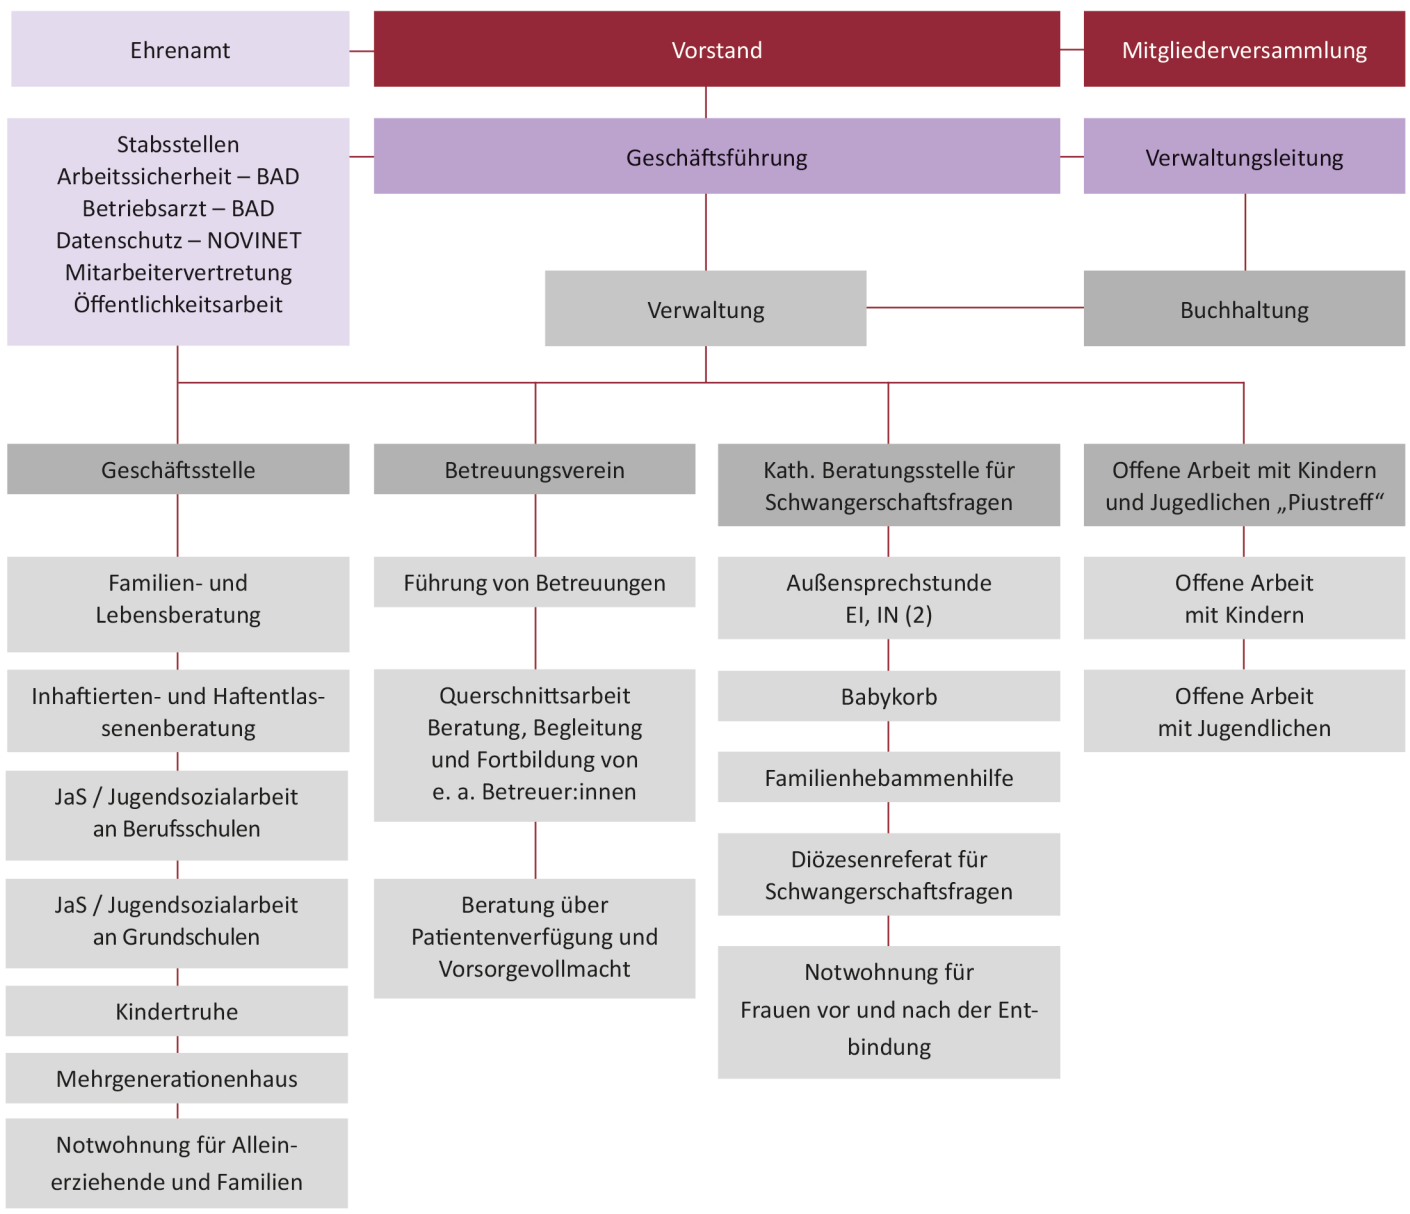 Ehrenamt
Vorstand
Mitgliederversammlung
Stabsstellen
Arbeitssicherheit – BAD
Betriebsarzt – BAD
Datenschutz – NOVINET
Mitarbeitervertretung
Öffentlichkeitsarbeit
Geschäftsführung
Verwaltungsleitung
Verwaltung
Buchhaltung
Geschäftsstelle
Familien- und
Lebensberatung
Inhaftierten- und Haftentlas-
senenberatung
JaS / Jugendsozialarbeit
an Berufsschulen
JaS / Jugendsozialarbeit
an Grundschulen
Kindertruhe
Mehrgenerationenhaus
Notwohnung für Allein-
erziehende und Familien
Betreuungsverein
Führung von Betreuungen
Querschnittsarbeit
Beratung, Begleitung
und Fortbildung von
e. a. Betreuer:innen
Beratung über
Patientenverfügung und
Vorsorgevollmacht
Kath. Beratungsstelle für
Schwangerschaftsfragen
Außensprechstunde
EI, IN (2)
Babykorb
Familienhebammenhilfe
Diözesenreferat für
Schwangerschaftsfragen
Notwohnung für
Frauen vor und nach der Ent-
bindung
Offene Arbeit mit Kindern
und Jugedlichen „Piustreff“
Offene Arbeit
mit Kindern
Offene Arbeit
mit Jugendlichen